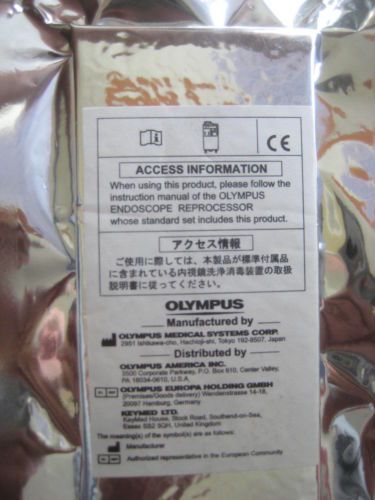 CE
ACCESS INFORMATION
When using this product, please follow the
instruction manual of the OLYMPUS
ENDOSCOPE REPROCESSOR
whose standard set includes this product.
アクセス情報
ご使用に際しては、本製品が標準付属品
に含まれている内視鏡洗浄消毒装置の取扱
説明書に従ってください。
OLYMPUS
Manufactured by
OLYMPUS MEDICAL SYSTEMS CORP.
2951 Ishikawa-cho, Hachioji-shi, Tokyo 192-8507, Japan
Distributed by
OLYMPUS AMERICA INC.
3500 Corporate Parkway, P.O. Box 610, Center Valley,
PA 18034-0610, U.S.A.
OLYMPUS EUROPA HOLDING GMBH
(Premises/Goods delivery) Wendenstrasse 14-18,
20097 Hamburg, Germany
KEYMED LTD.
KeyMed House, Stock Road, Southend-on-Sea,
Essex SS2 5QH, United Kingdom
The meaning(s) of the symbol(s) are as follows:
Manufacturer
Authorized representative in the European Community